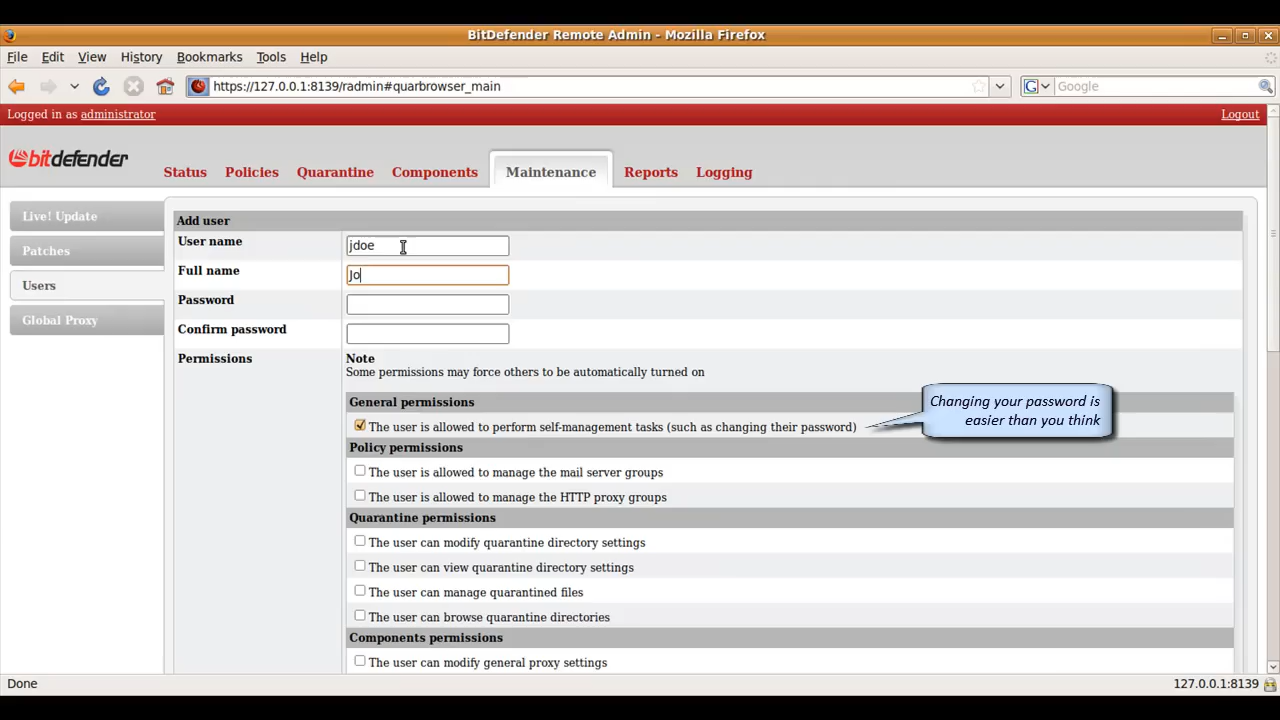 BitDefender Remote Admin - Mozilla Firefox
File Edit View History Bookmarks Tools Help
https://127.0.0.1:8139/radmin#quarbrowser_main
G Google
Logged in as administrator Logout
bitdefender
Status Policies Quarantine Components Maintenance Reports Logging
Live! Update
Patches
Users
Global Proxy
Add user
User name jdoe
Full name Jo
Password
Confirm password
Permissions Note
Some permissions may force others to be automatically turned on
General permissions
The user is allowed to perform self-management tasks (such as changing their password)
Changing your password is
easier than you think
Policy permissions
The user is allowed to manage the mail server groups
The user is allowed to manage the HTTP proxy groups
Quarantine permissions
The user can modify quarantine directory settings
The user can view quarantine directory settings
The user can manage quarantined files
The user can browse quarantine directories
Components permissions
The user can modify general proxy settings
Done 127.0.0.1:8139